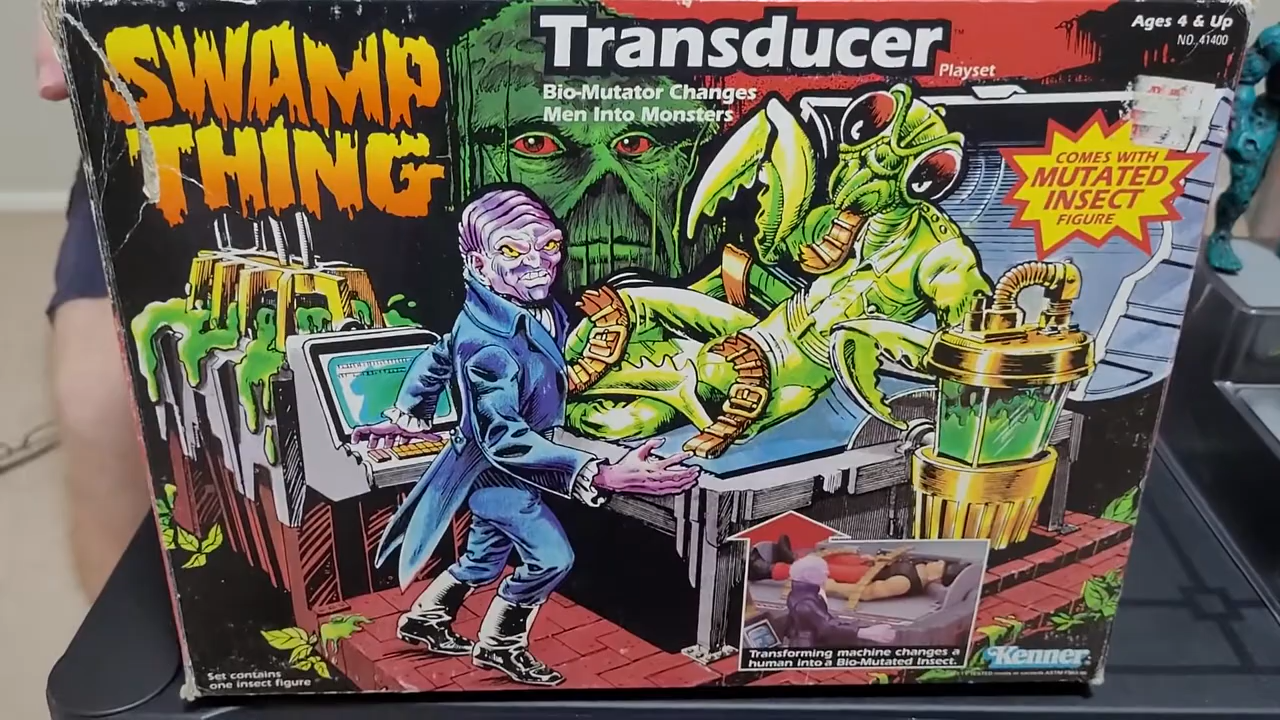 SWAMP
THING
Transducer™
Playset
Bio-Mutator Changes
Men Into Monsters
Ages 4 & Up
NO. 41400
COMES WITH
MUTATED
INSECT
FIGURE
Transforming machine changes a
human into a Bio-Mutated Insect.
Kenner
Set contains
one insect figure